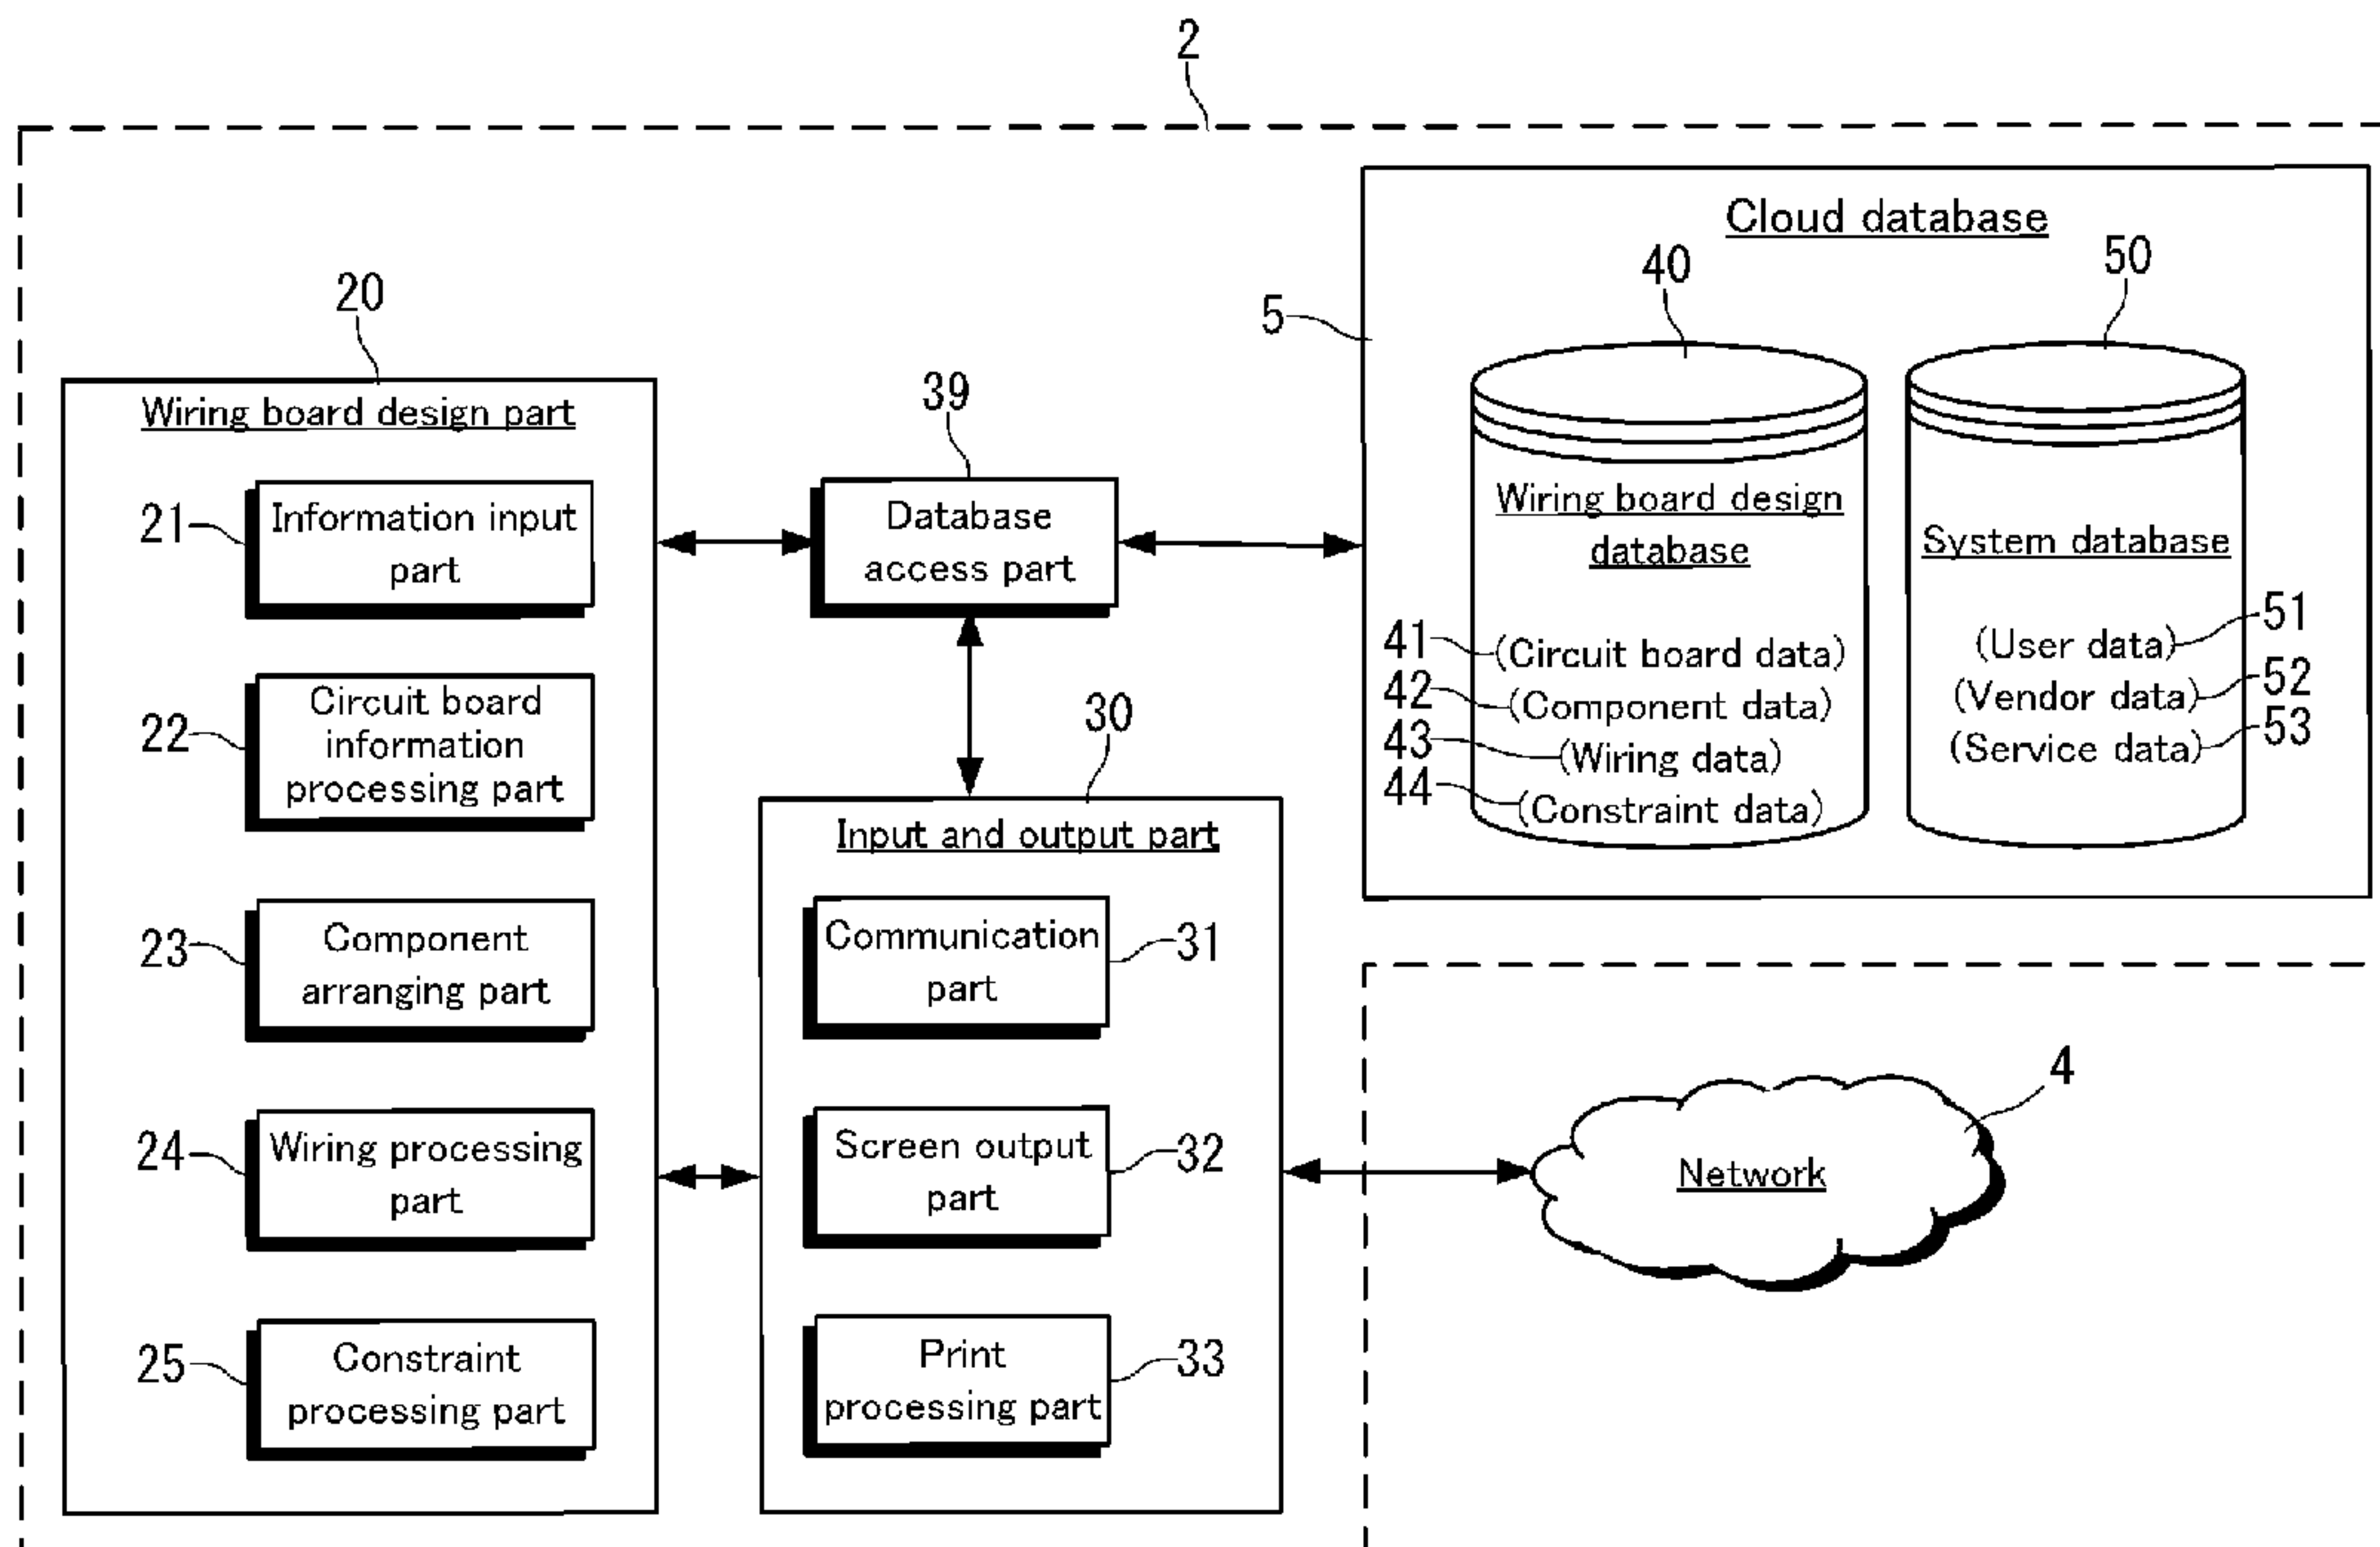 2
Cloud database
40
50
5
20
Wiring board design part
39
Wiring board design
database
System database
21
Information input
part
Database
access part
41
(Circuit board data)
42
(Component data)
43
(Wiring data)
44
(Constraint data)
(User data)
51
(Vendor data)
52
(Service data)
53
22
Circuit board
information
processing part
30
Input and output part
23
Component
arranging part
Communication
part
31
24
Wiring processing
part
Screen output
part
32
4
Network
25
Constraint
processing part
Print
processing part
33